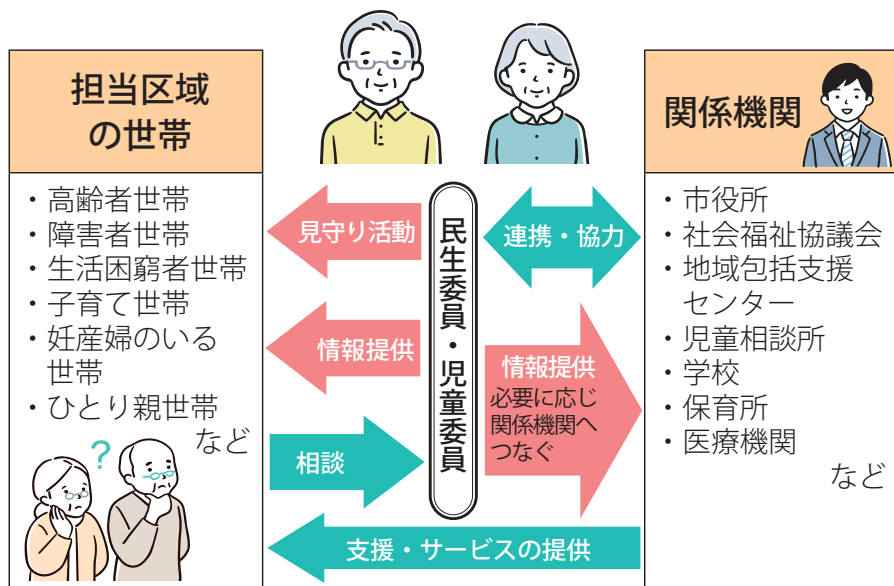 担当区域
の世帯
・高齢者世帯
・障害者世帯
・生活困窮者世帯
・子育て世帯
・妊産婦のいる
世帯
・ひとり親世帯
など
?
見守り活動
情報提供
相談
民生委員・児童委員
連携・協力
情報提供
必要に応じ
関係機関へ
つなぐ
支援・サービスの提供
関係機関
・市役所
・社会福祉協議会
・地域包括支援
センター
・児童相談所
・学校
・保育所
・医療機関
など